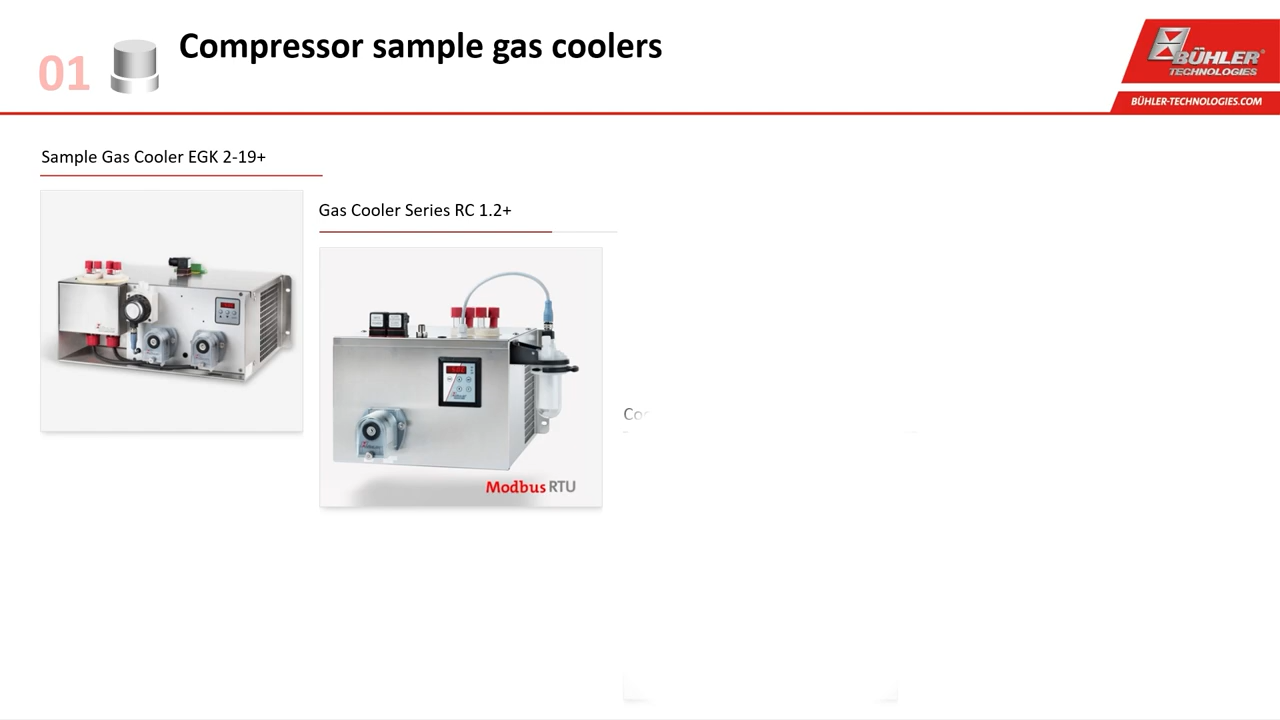 01
Compressor sample gas coolers
BÜHLER®
TECHNOLOGIES
BÜHLER-TECHNOLOGIES.COM
Sample Gas Cooler EGK 2-19+
Gas Cooler Series RC 1.2+
Modbus RTU